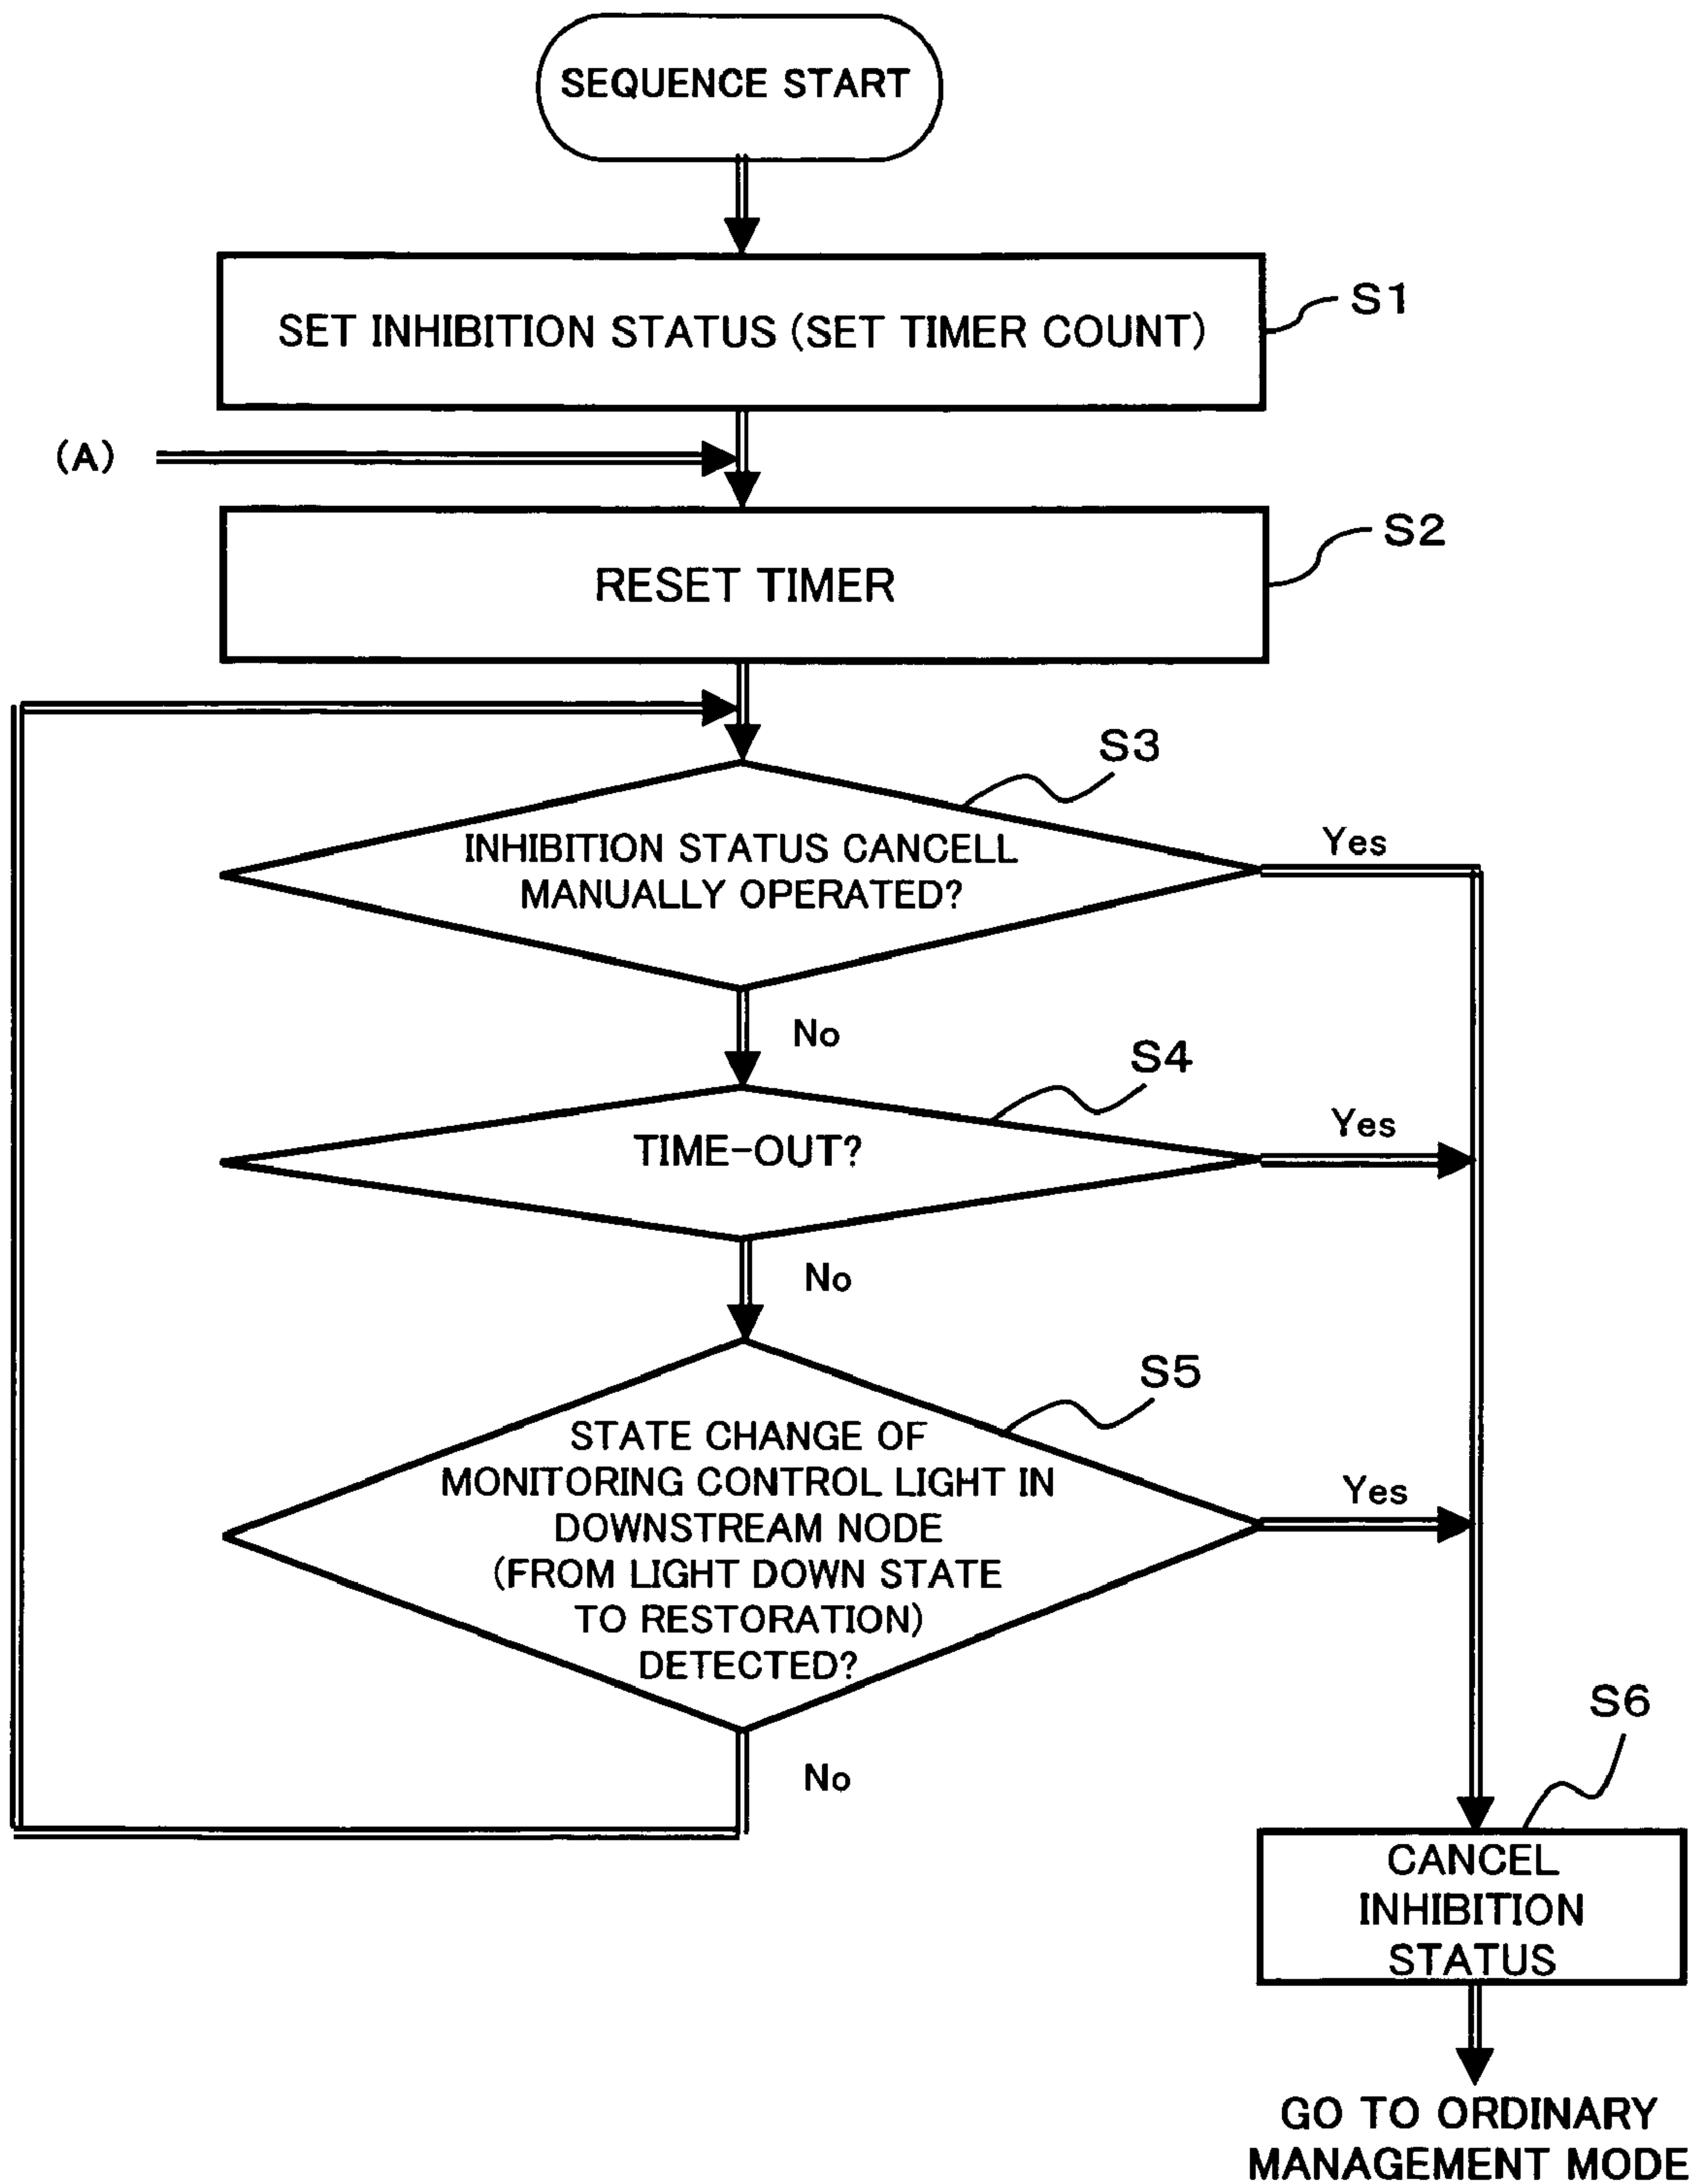 SEQUENCE START
SET INHIBITION STATUS (SET TIMER COUNT)
S1
(A)
RESET TIMER
S2
S3
INHIBITION STATUS CANCELL
MANUALLY OPERATED?
Yes
No
S4
TIME-OUT?
Yes
No
S5
STATE CHANGE OF
MONITORING CONTROL LIGHT IN
DOWNSTREAM NODE
(FROM LIGHT DOWN STATE
TO RESTORATION)
DETECTED?
Yes
No
S6
CANCEL
INHIBITION
STATUS
GO TO ORDINARY
MANAGEMENT MODE